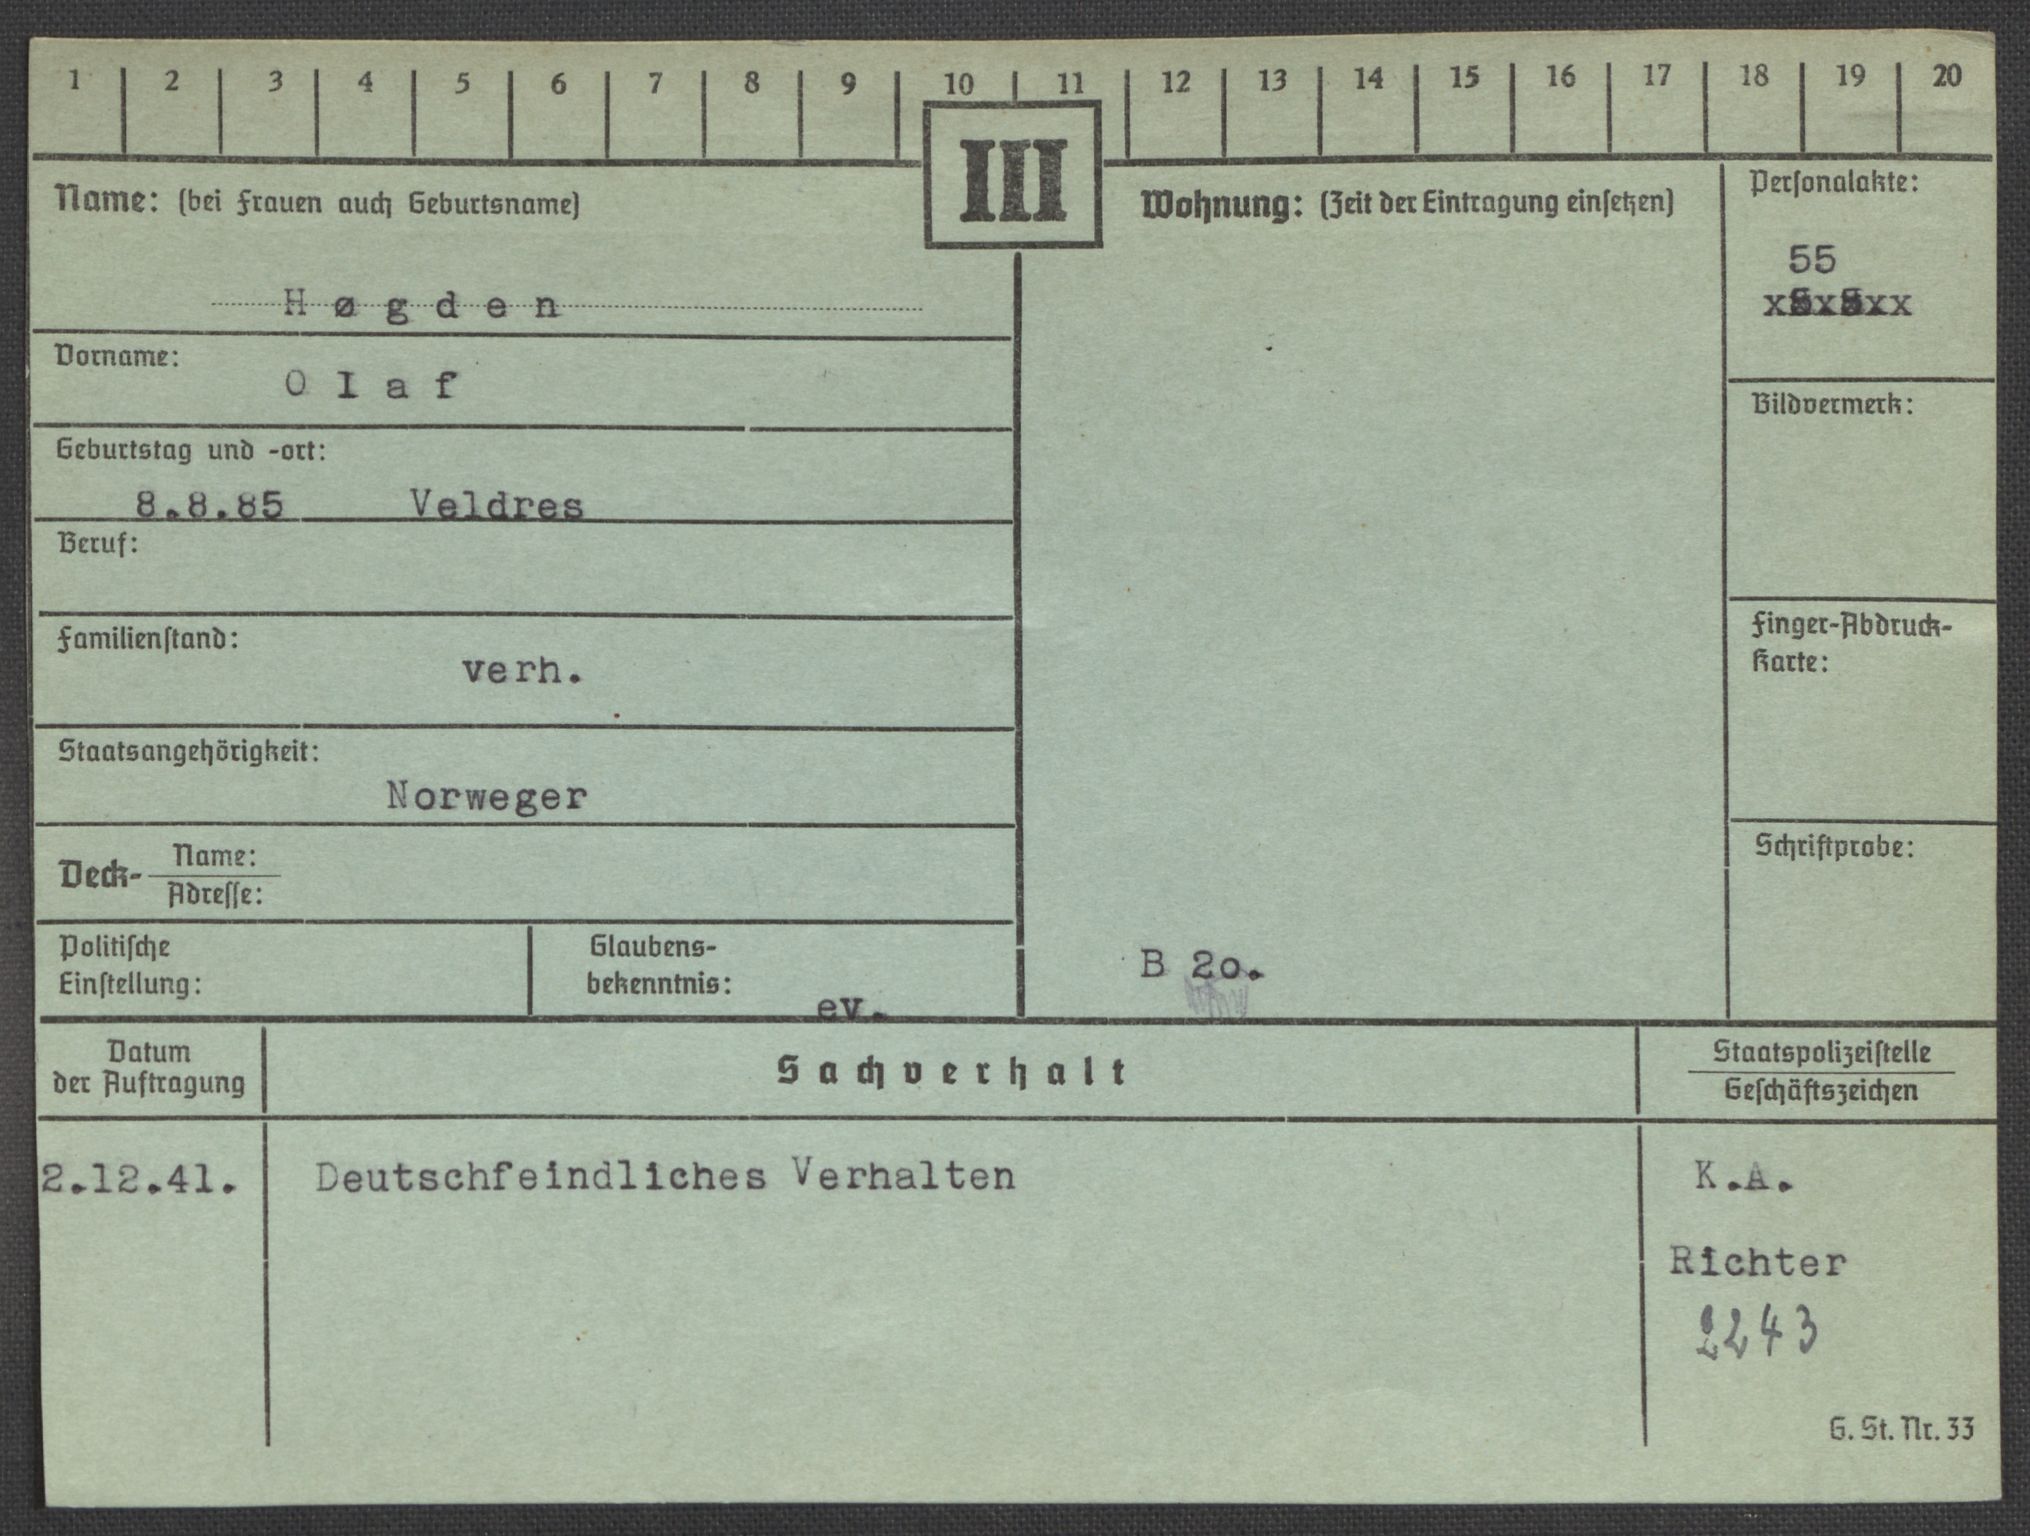 1 2 3 4 5 6 7 8 9 10 11 12 13 14 15 16 17 18 19 20
III
Name: (bei Frauen auch Geburtsname)
Høgden
Vorname:
Olaf
Geburtstag und -ort:
8.8.85 Veldres
Beruf:
Familienstand:
verh.
Staatsangehörigkeit:
Norweger
Deck- Name:
Adresse:
Politische
Einstellung:
Glaubens-
bekenntnis:
ev.
Wohnung: (Zeit der Eintragung einsetzen)
B 20.
Personalakte:
55
Bildvermerk:
Finger-Abdruck-
Karte:
Schriftprobe:
Datum
der Auftragung
Sachverhalt
Staatspolizeistelle
Geschäftszeichen
2.12.41. Deutschfeindliches Verhalten K.A.
Richter
2243
G. St. Nr. 33